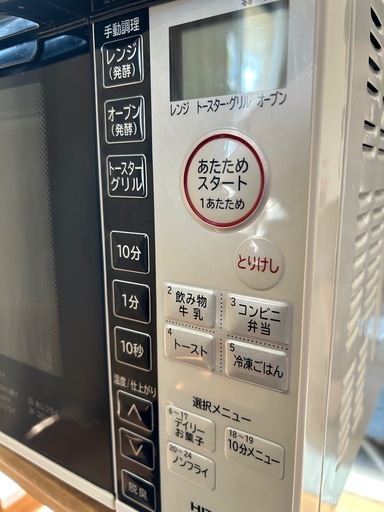 手動調理
レンジ
(発酵)
オーブン
(発酵)
トースター
グリル
10分
1分
10秒
温度/仕上がり
脱臭
レンジ トースター・グリル オーブン
あたため
スタート
1あたため
とりけし
2 飲み物
牛乳
3 コンビニ
弁当
4 トースト
5 冷凍ごはん
選択メニュー
6~17
デイリー
お菓子
18~19
10分メニュー
20~24
ノンフライ